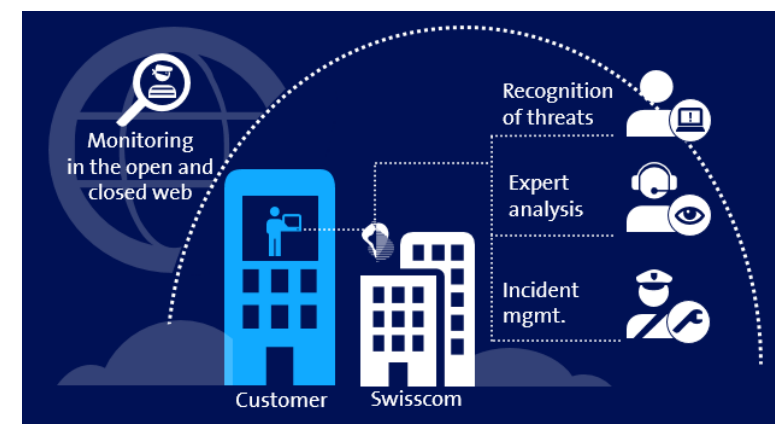 Monitoring
in the open and
closed web
Recognition
of threats
Expert
analysis
Incident
mgmt.
Customer
Swisscom